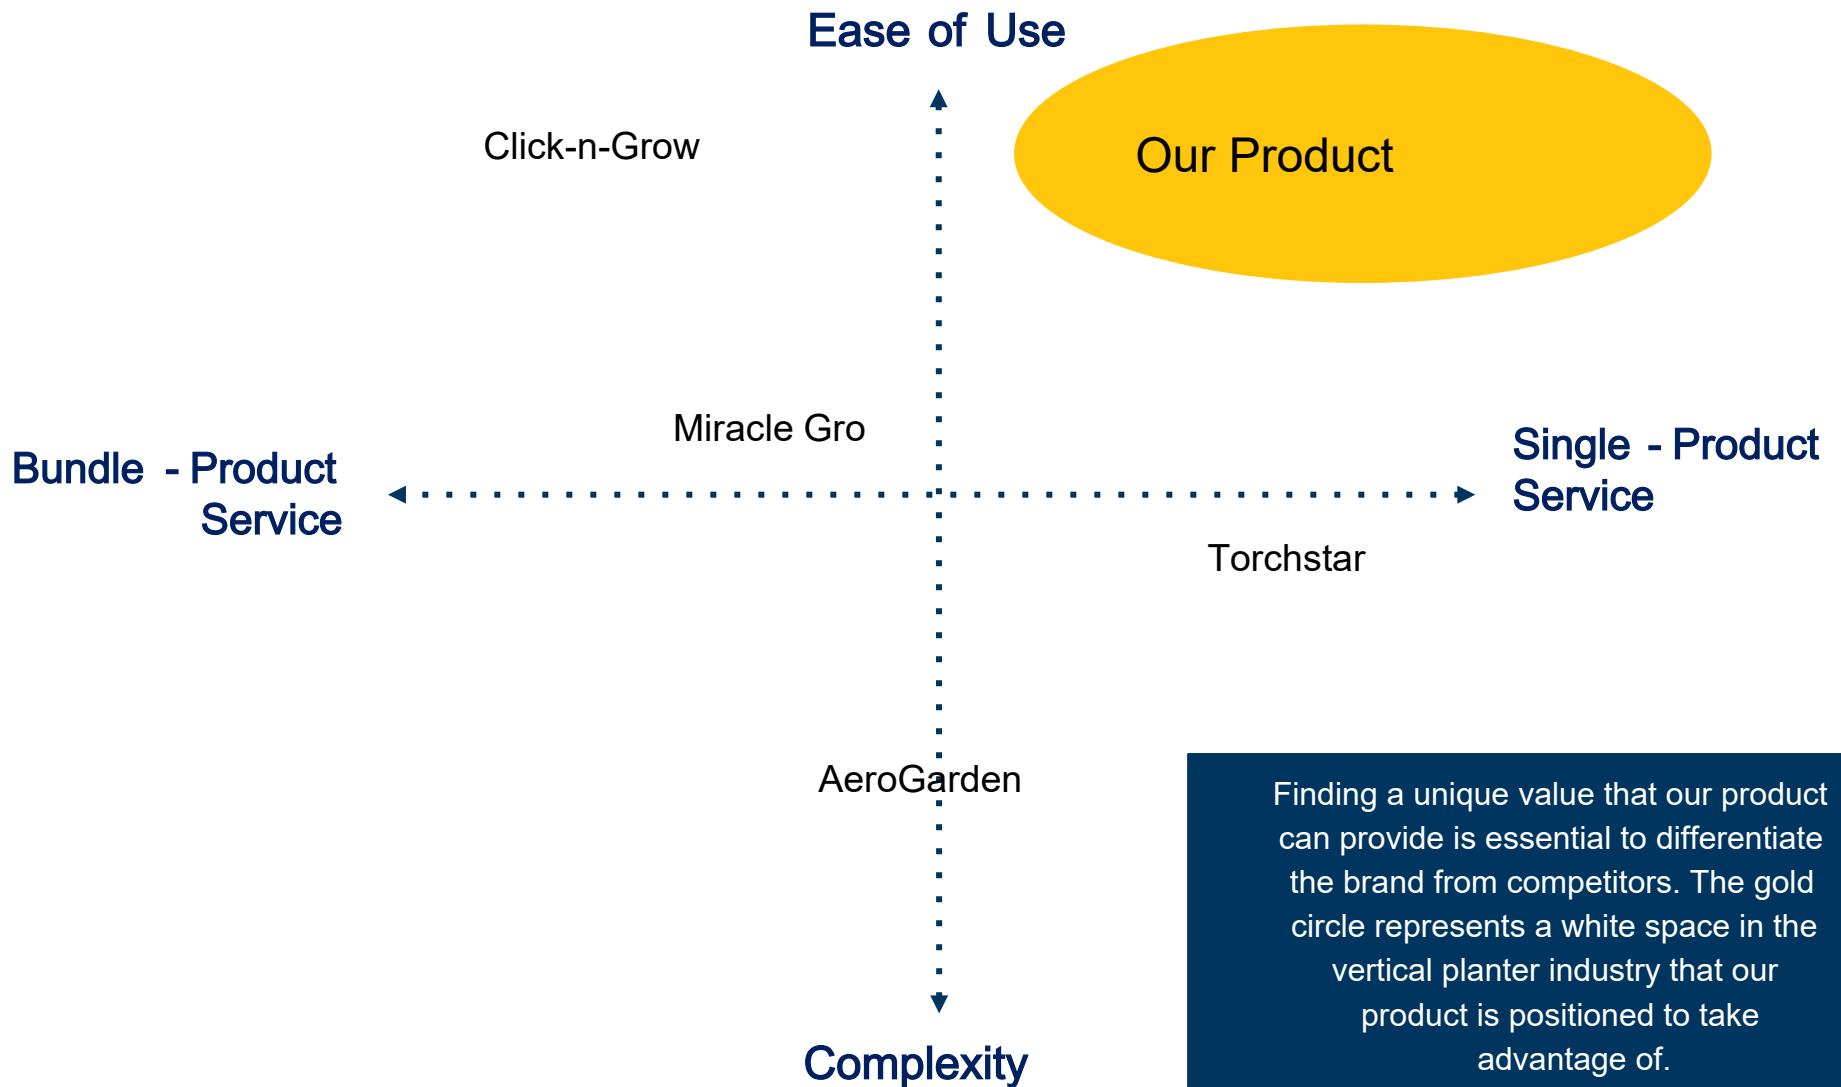 Ease of Use
Click-n-Grow
Our Product
Miracle Gro
Bundle - Product
Service
Single - Product
Service
Torchstar
AeroGarden
Finding a unique value that our product
can provide is essential to differentiate
the brand from competitors. The gold
circle represents a white space in the
vertical planter industry that our
product is positioned to take
advantage of.
Complexity